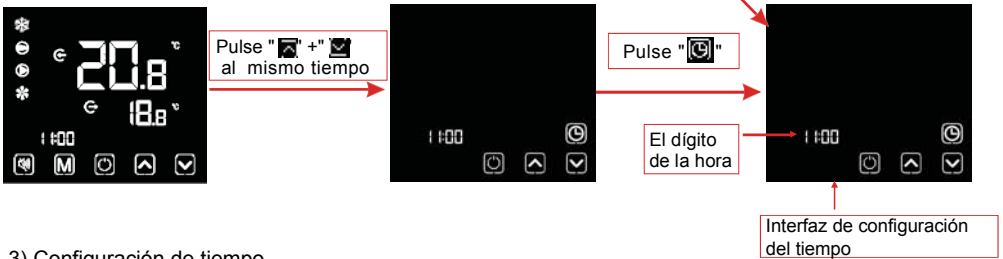 20.8 °C
18.8 °C
11:00
M
Pulse " " + "
al mismo tiempo
11:00
Pulse " "
El dígito
de la hora
11:00
Interfaz de configuración
del tiempo
3) Configuración de tiempo